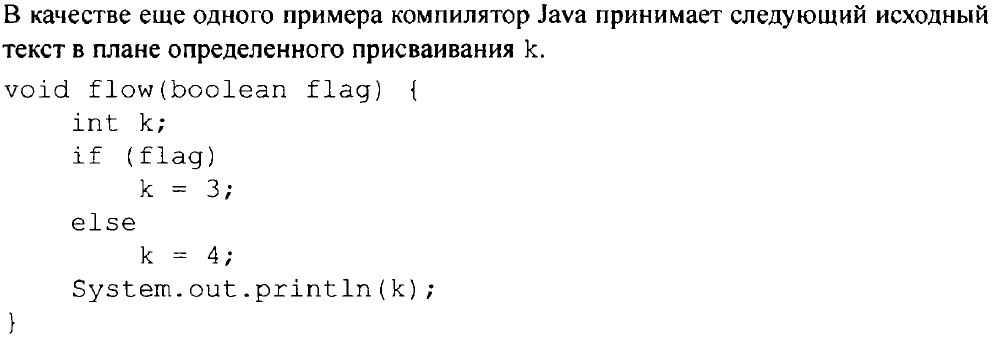 В качестве еще одного примера компилятор Java принимает следующий исходный
текст в плане определенного присваивания k.
void flow(boolean flag) {
    int k;
    if (flag)
        k = 3;
    else
        k = 4;
    System.out.println(k);
}